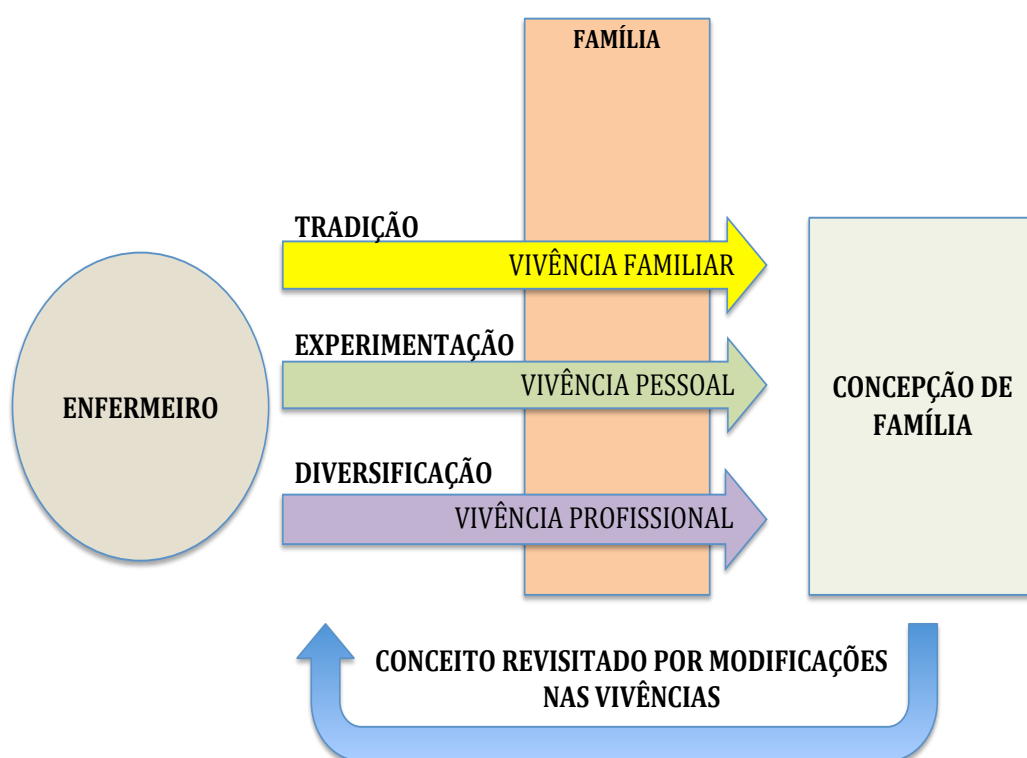 FAMÍLIA
TRADIÇÃO
VIVÊNCIA FAMILIAR
EXPERIMENTAÇÃO
VIVÊNCIA PESSOAL
DIVERSIFICAÇÃO
VIVÊNCIA PROFISSIONAL
ENFERMEIRO
CONCEPÇÃO DE
FAMÍLIA
CONCEITO REVISITADO POR MODIFICAÇÕES
NAS VIVÊNCIAS